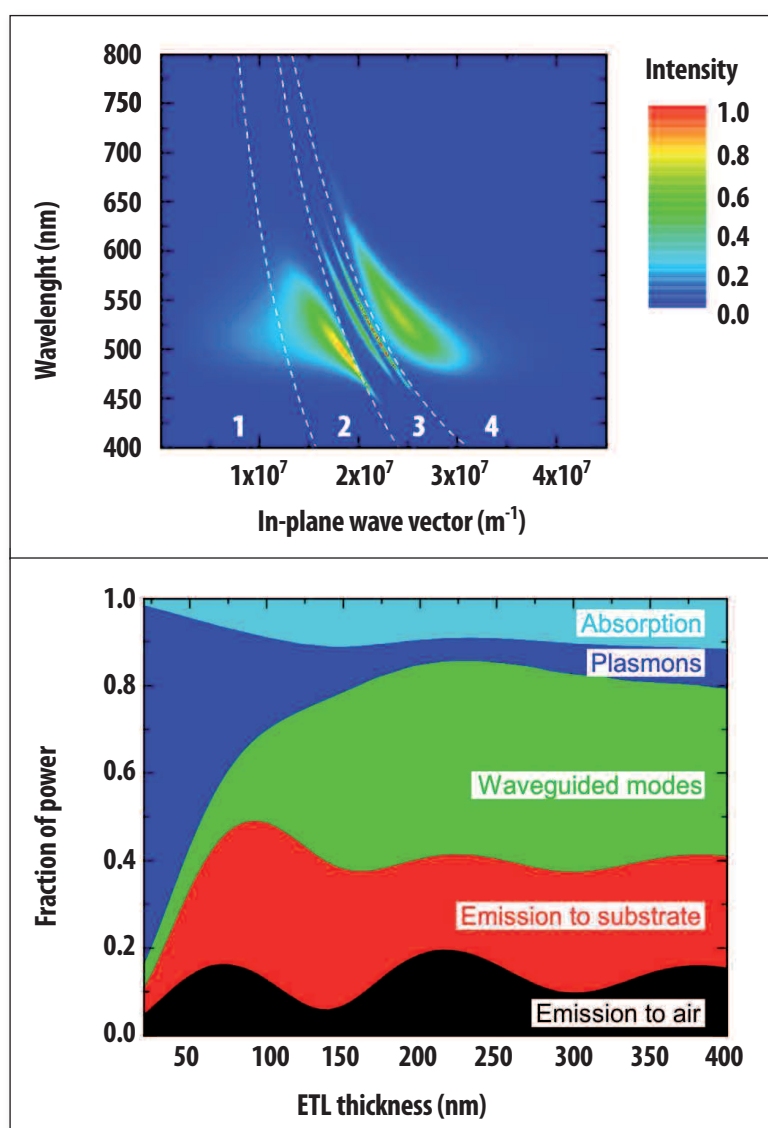 800
750
700
650
600
550
500
450
400
Wavelenght (nm)
1 2 3 4
1x10⁷ 2x10⁷ 3x10⁷ 4x10⁷
In-plane wave vector (m⁻¹)
Intensity
1.0
0.8
0.6
0.4
0.2
0.0
1.0
0.8
0.6
0.4
0.2
0.0
Fraction of power
Absorption
Plasmons
Waveguided modes
Emission to substrate
Emission to air
50 100 150 200 250 300 350 400
ETL thickness (nm)